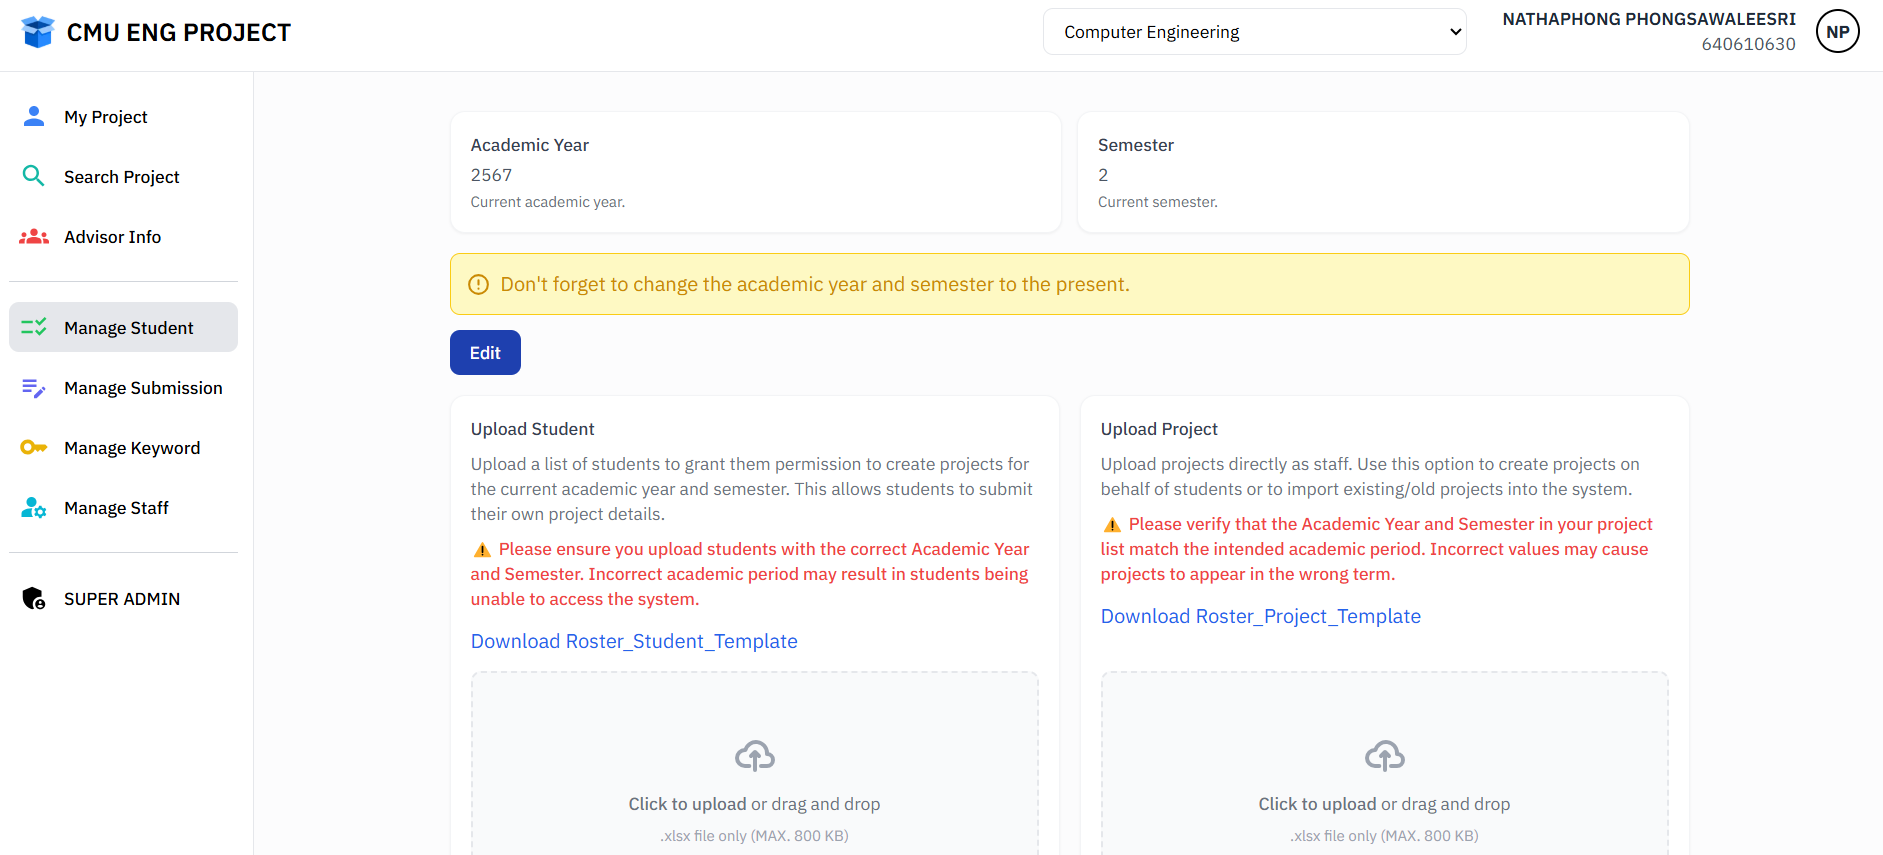 CMU ENG PROJECT
Computer Engineering
NATHAPHONG PHONGSAWALEESRI
640610630
NP
My Project
Search Project
Advisor Info
Manage Student
Manage Submission
Manage Keyword
Manage Staff
SUPER ADMIN
Academic Year
2567
Current academic year.
Semester
2
Current semester.
Don't forget to change the academic year and semester to the present.
Edit
Upload Student
Upload a list of students to grant them permission to create projects for
the current academic year and semester. This allows students to submit
their own project details.
⚠️ Please ensure you upload students with the correct Academic Year
and Semester. Incorrect academic period may result in students being
unable to access the system.
Download Roster_Student_Template
Click to upload or drag and drop
.xlsx file only (MAX. 800 KB)
Upload Project
Upload projects directly as staff. Use this option to create projects on
behalf of students or to import existing/old projects into the system.
⚠️ Please verify that the Academic Year and Semester in your project
list match the intended academic period. Incorrect values may cause
projects to appear in the wrong term.
Download Roster_Project_Template
Click to upload or drag and drop
.xlsx file only (MAX. 800 KB)